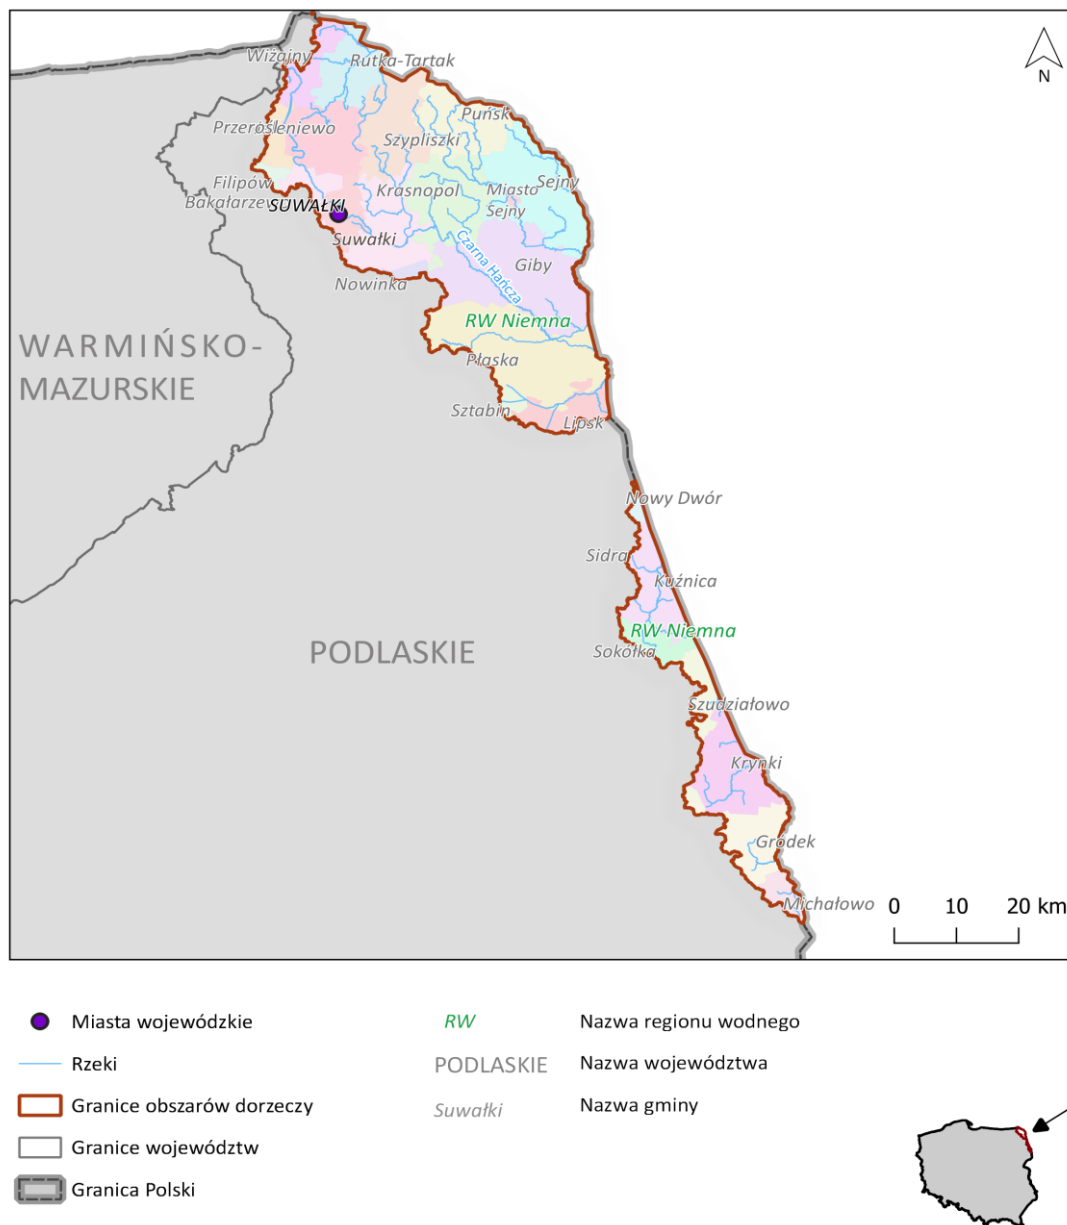 N
Wiżajny
Rutka-Tartak
Puńsk
Przeroślеniewo
Szypliszki
Filipów
Krasnopol
Miasto
Sejny
Sejny
Bakałarzew
SUWAŁKI
Suwałki
Czarna Hańcza
Giby
Nowinka
RW Niemna
WARMIŃSKO-
MAZURSKIE
Płaska
Sztabin
Lipsk
Nowy Dwór
Sidra
Kuźnica
RW Niemna
PODLASKIE
Sokółka
Szudziałowo
Krynki
Gródek
Michałowo
0 10 20 km
Miasta wojewódzkie
RW
Nazwa regionu wodnego
Rzeki
PODLASKIE
Nazwa województwa
Granice obszarów dorzeczy
Suwałki
Nazwa gminy
Granice województw
Granica Polski